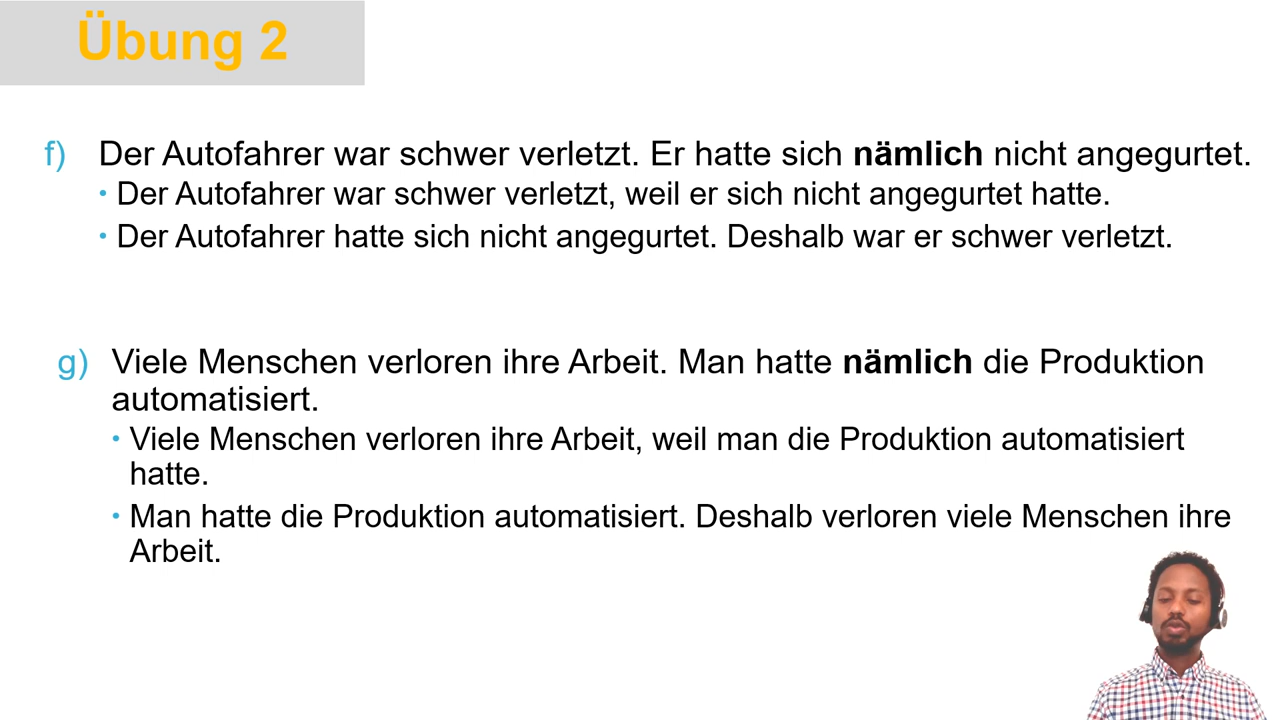 Übung 2
f) Der Autofahrer war schwer verletzt. Er hatte sich nämlich nicht angegurtet.
• Der Autofahrer war schwer verletzt, weil er sich nicht angegurtet hatte.
• Der Autofahrer hatte sich nicht angegurtet. Deshalb war er schwer verletzt.
g) Viele Menschen verloren ihre Arbeit. Man hatte nämlich die Produktion
automatisiert.
• Viele Menschen verloren ihre Arbeit, weil man die Produktion automatisiert
hatte.
• Man hatte die Produktion automatisiert. Deshalb verloren viele Menschen ihre
Arbeit.